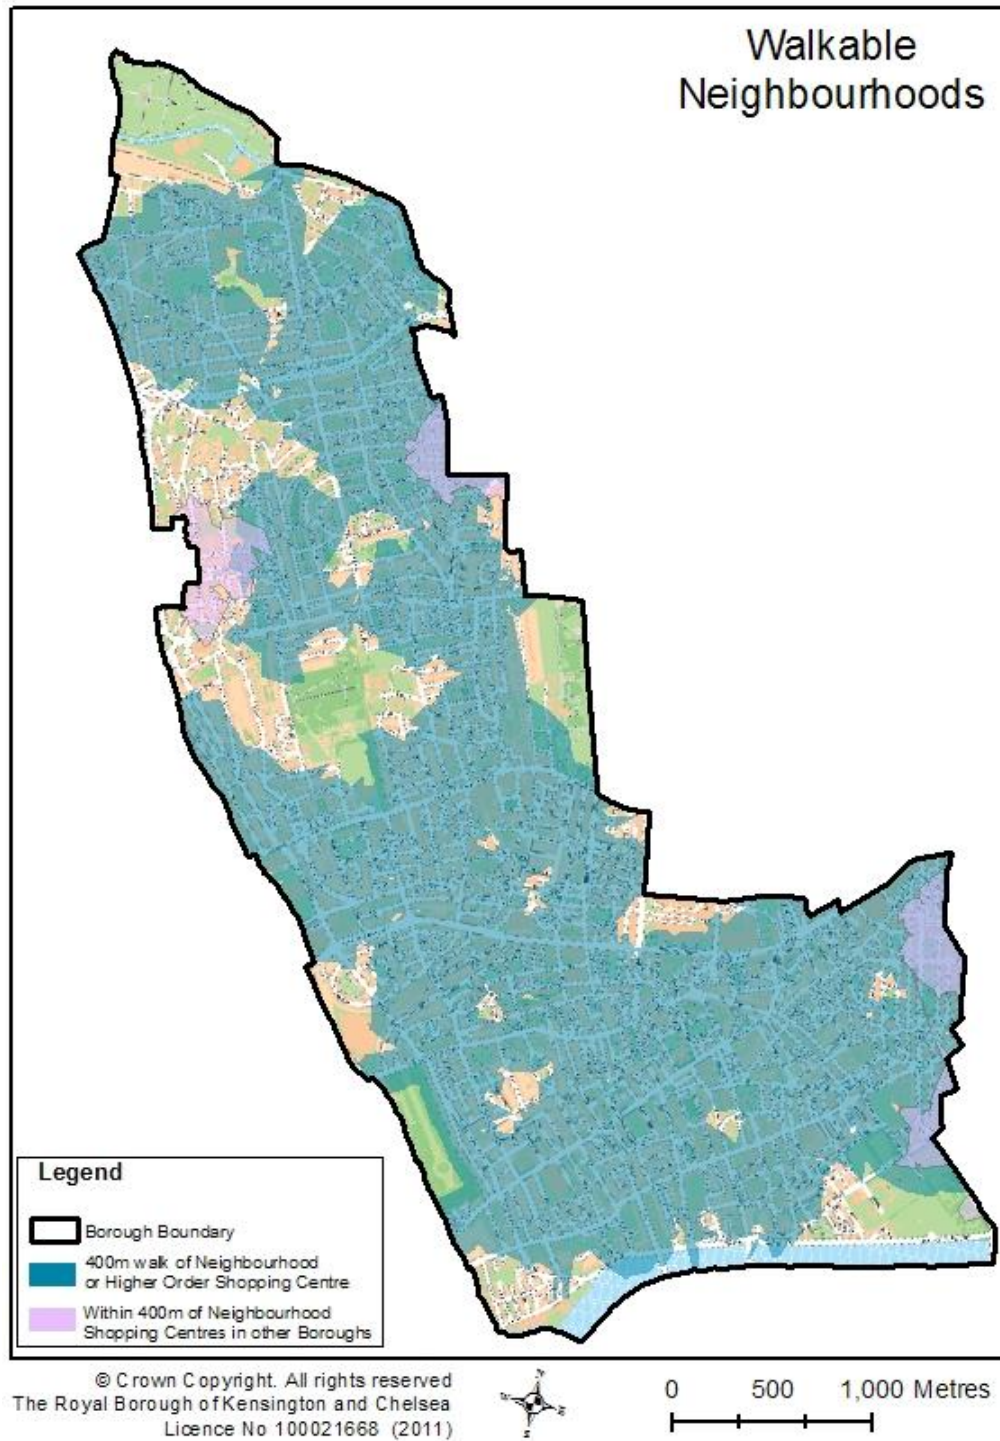 Walkable
Neighbourhoods
Legend
Borough Boundary
400m walk of Neighbourhood
or Higher Order Shopping Centre
Within 400m of Neighbourhood
Shopping Centres in other Boroughs
© Crown Copyright. All rights reserved
The Royal Borough of Kensington and Chelsea
Licence No 100021668 (2011)
0 500 1,000 Metres